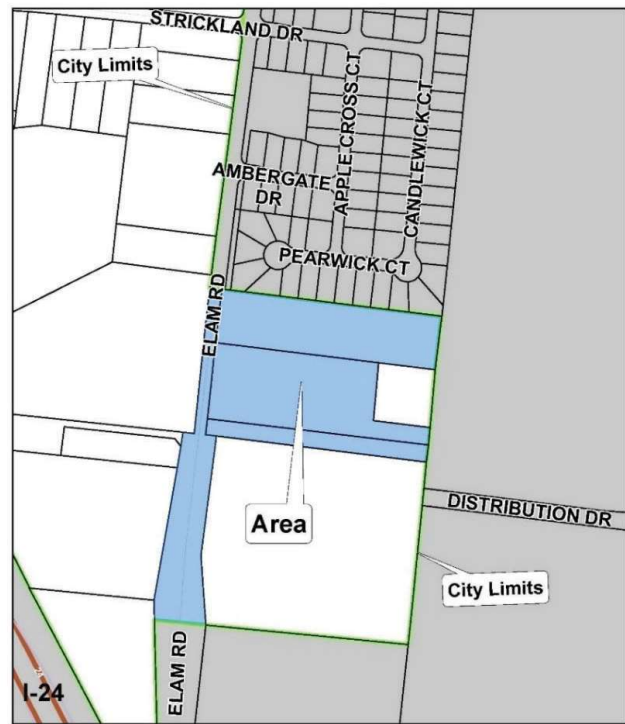 STRICKLAND DR
City Limits
APPLE CROSS CT
CANDLEWICK CT
AMBERGATE
DR
PEARWICK CT
ELAM RD
Area
DISTRIBUTION DR
City Limits
I-24
ELAM RD